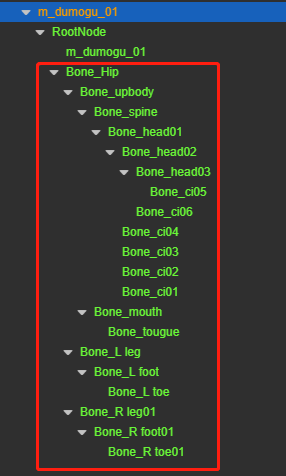 m_dumogu_01
RootNode
m_dumogu_01
Bone_Hip
Bone_upbody
Bone_spine
Bone_head01
Bone_head02
Bone_head03
Bone_ci05
Bone_ci06
Bone_ci04
Bone_ci03
Bone_ci02
Bone_ci01
Bone_mouth
Bone_tougue
Bone_L leg
Bone_L foot
Bone_L toe
Bone_R leg01
Bone_R foot01
Bone_R toe01